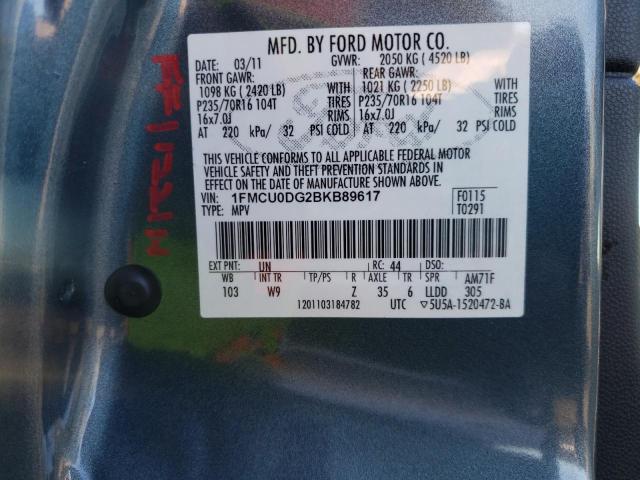 MFD. BY FORD MOTOR CO.
DATE: 03/11 GVWR: 2050 KG ( 4520 LB)
FRONT GAWR: REAR GAWR:
1098 KG ( 2420 LB) WITH 1021 KG ( 2250 LB) WITH
P235/70R16 104T TIRES P235/70R16 104T TIRES
16x7.0J RIMS 16x7.0J RIMS
AT 220 kPa/ 32 PSI COLD AT 220 kPa/ 32 PSI COLD
THIS VEHICLE CONFORMS TO ALL APPLICABLE FEDERAL MOTOR
VEHICLE SAFETY AND THEFT PREVENTION STANDARDS
IN EFFECT ON THE DATE OF MANUFACTURE SHOWN ABOVE.
VIN: 1FMCU0DG2BKB89617 F0115
TYPE: MPV T0291
EXT PNT: UN RC: 44 DSO:
WB INT TR TP/PS R AXLE TR SPR AM71F
103 W9 Z 35 6 LLDD 305
1201103184782 UTC ▽5U5A-1520472-BA